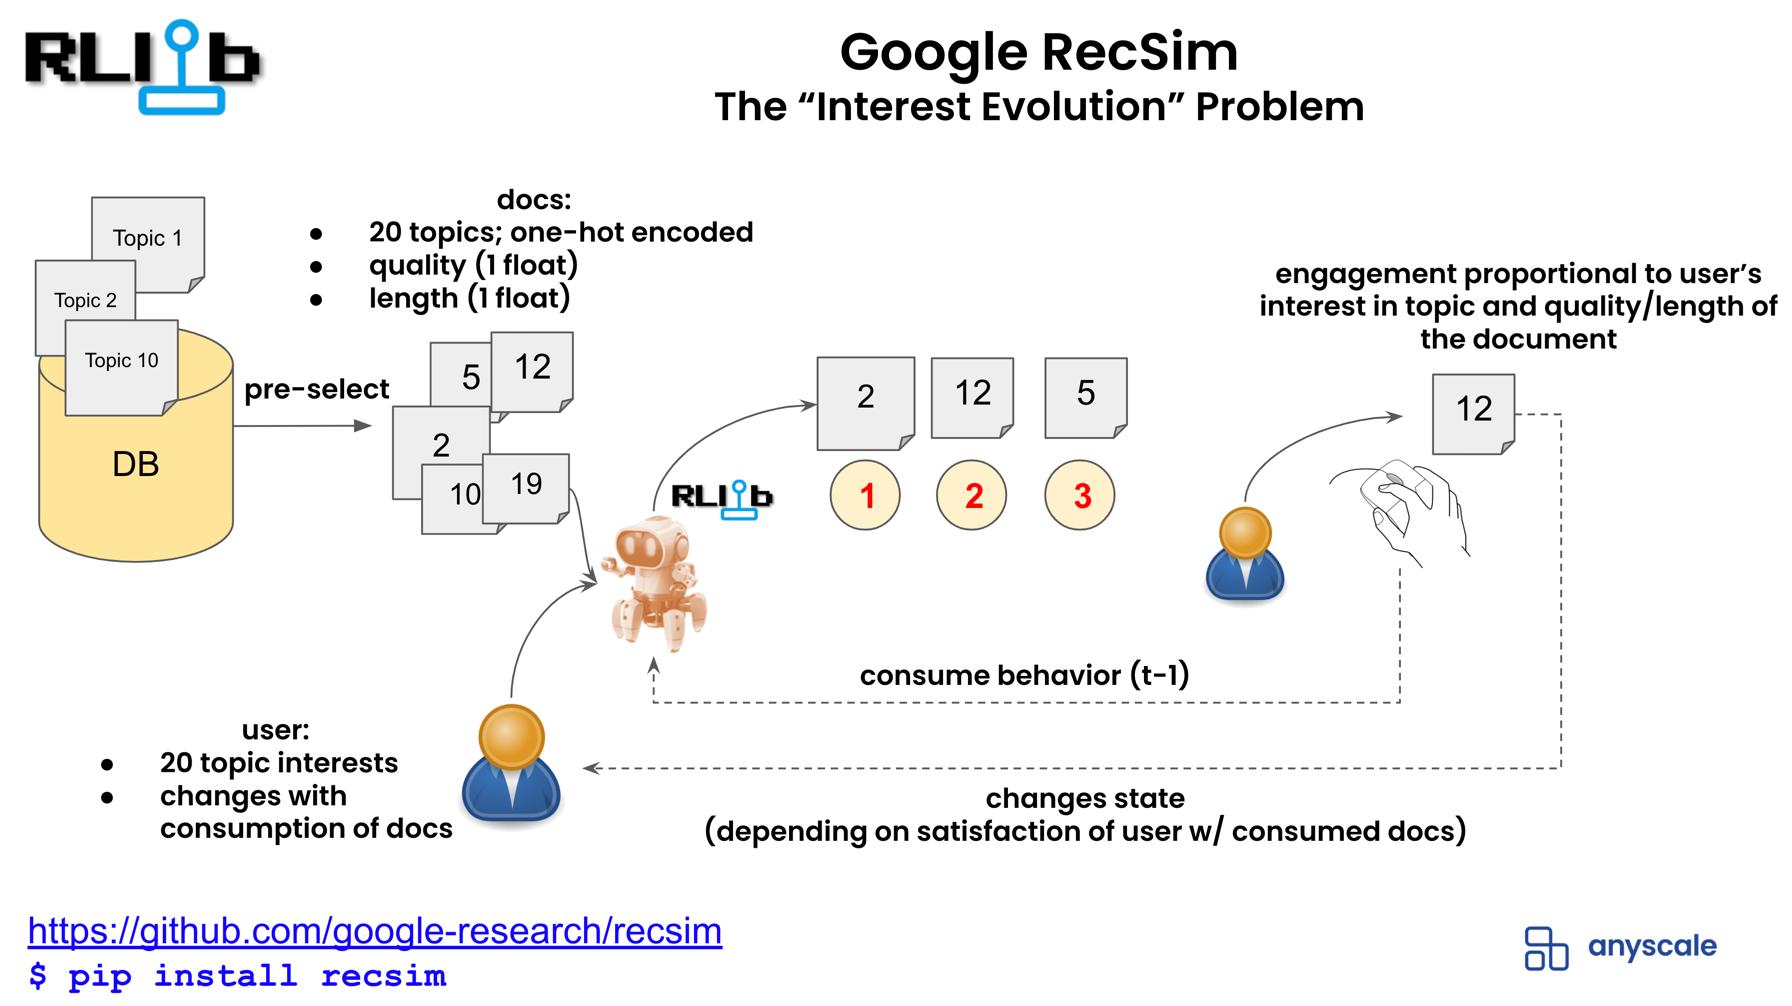 RLlib
Google RecSim
The “Interest Evolution” Problem
Topic 1
Topic 2
Topic 10
DB
pre-select
docs:
● 20 topics; one-hot encoded
● quality (1 float)
● length (1 float)
5
12
2
10
19
RLlib
2
12
5
1
2
3
engagement proportional to user’s
interest in topic and quality/length of
the document
12
consume behavior (t-1)
changes state
(depending on satisfaction of user w/ consumed docs)
user:
● 20 topic interests
● changes with
consumption of docs
https://github.com/google-research/recsim
$ pip install recsim
anyscale